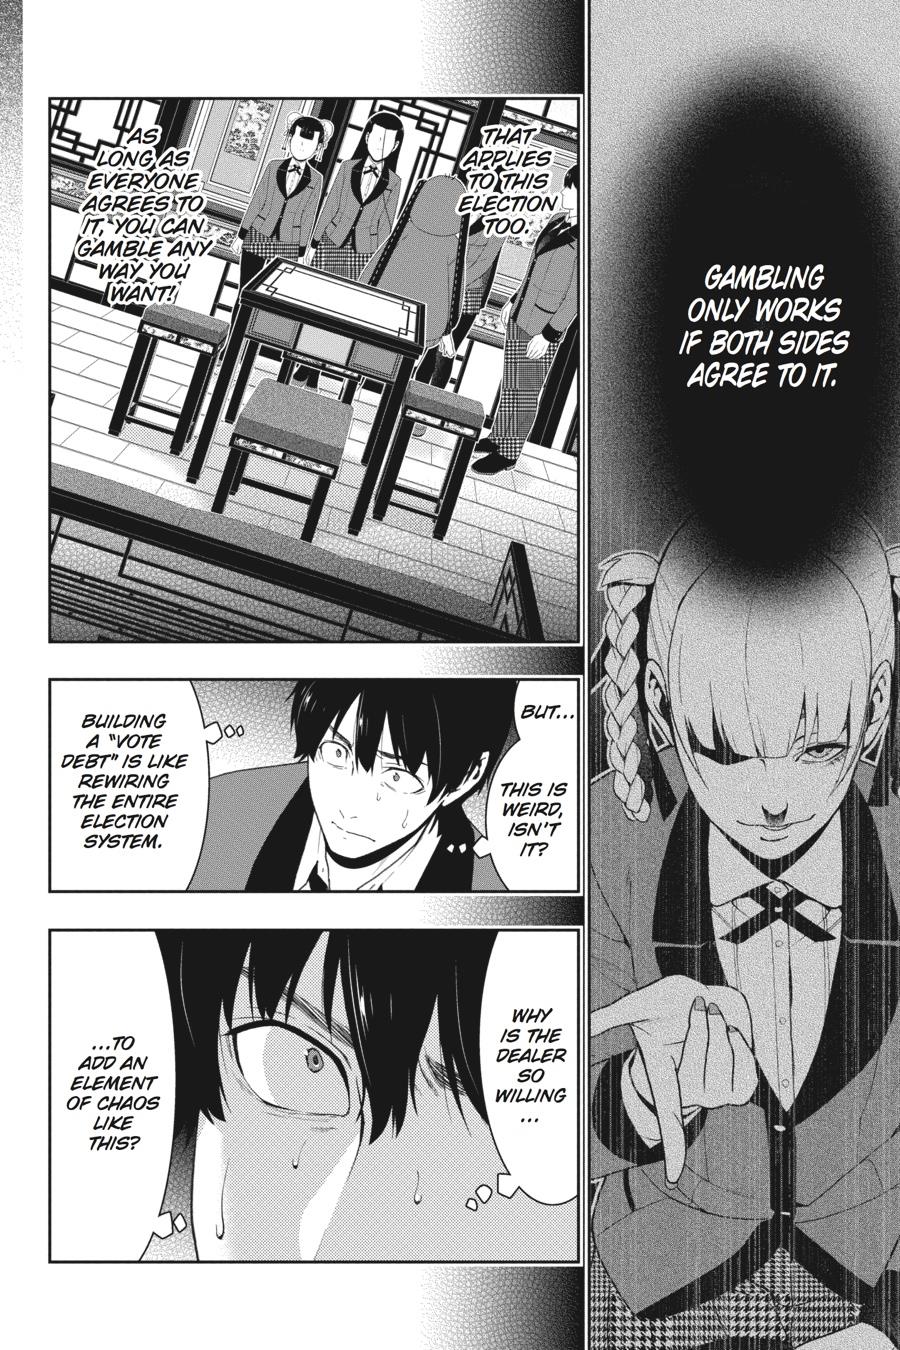 GAMBLING
ONLY WORKS
IF BOTH SIDES
AGREE TO IT.
THAT
APPLIES
TO THIS
ELECTION
TOO.
AS
LONG AS
EVERYONE
AGREES TO
IT, YOU CAN
GAMBLE ANY
WAY YOU
WANT!
BUT...
THIS IS
WEIRD,
ISN'T
IT?
BUILDING
A "VOTE
DEBT" IS LIKE
REWIRING
THE ENTIRE
ELECTION
SYSTEM.
WHY
IS THE
DEALER
SO
WILLING
...
...TO
ADD AN
ELEMENT
OF CHAOS
LIKE
THIS?